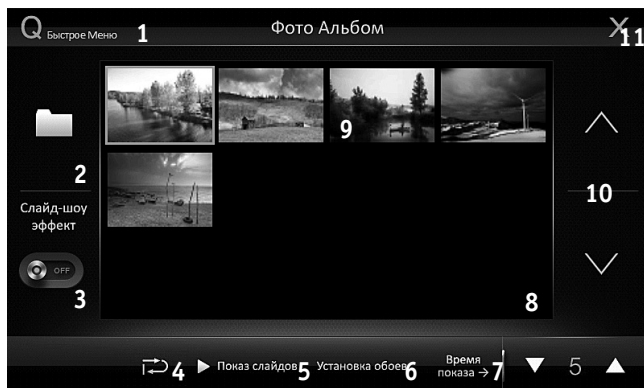 Q Быстрое Меню 1 Фото Альбом X 11
9
2
10
Слайд-шоу
эффект
OFF
3
8
4 Показ слайдов 5 Установка обоев 6 Время показа → 7 5